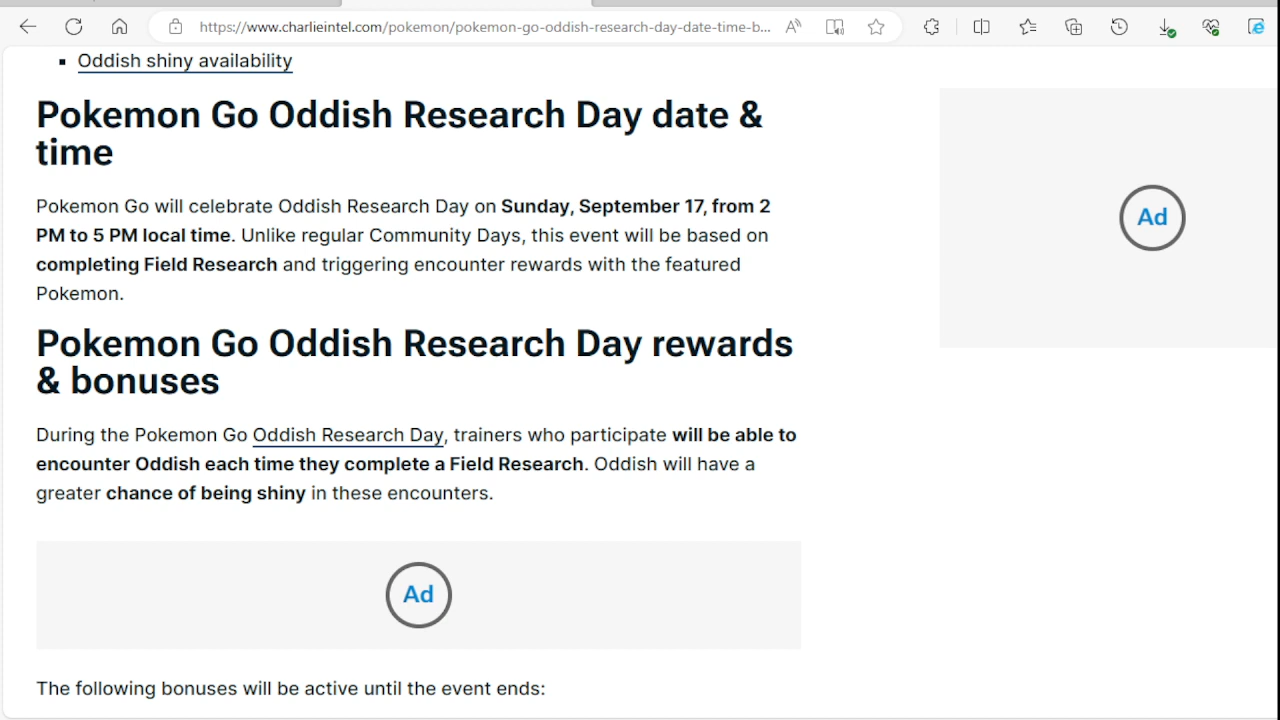 https://www.charlieintel.com/pokemon/pokemon-go-oddish-research-day-date-time-b...
Oddish shiny availability
Pokemon Go Oddish Research Day date &
time
Pokemon Go will celebrate Oddish Research Day on Sunday, September 17, from 2
PM to 5 PM local time. Unlike regular Community Days, this event will be based on
completing Field Research and triggering encounter rewards with the featured
Pokemon.
Ad
Pokemon Go Oddish Research Day rewards
& bonuses
During the Pokemon Go Oddish Research Day, trainers who participate will be able to
encounter Oddish each time they complete a Field Research. Oddish will have a
greater chance of being shiny in these encounters.
Ad
The following bonuses will be active until the event ends: